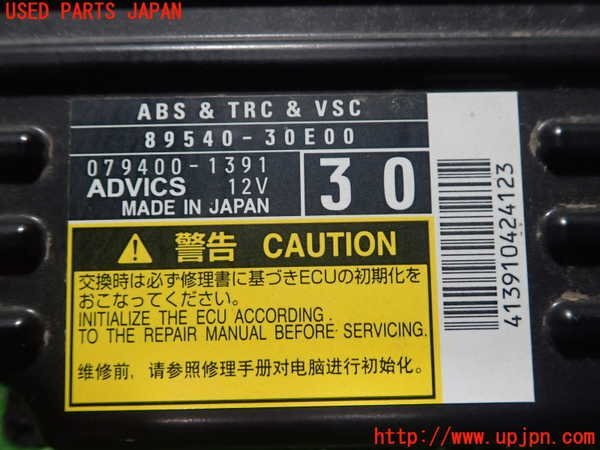 USED PARTS JAPAN
ABS & TRC & VSC
89540-30E00
079400-1391
ADVICS 12V
MADE IN JAPAN
30
413910424123
警告 CAUTION
交換時は必ず修理書に基づきECUの初期化を
おこなってください。
INITIALIZE THE ECU ACCORDING
TO THE REPAIR MANUAL BEFORE SERVICING.
维修前，请参照修理手册对电脑进行初始化。
http://www.upjpn.com/